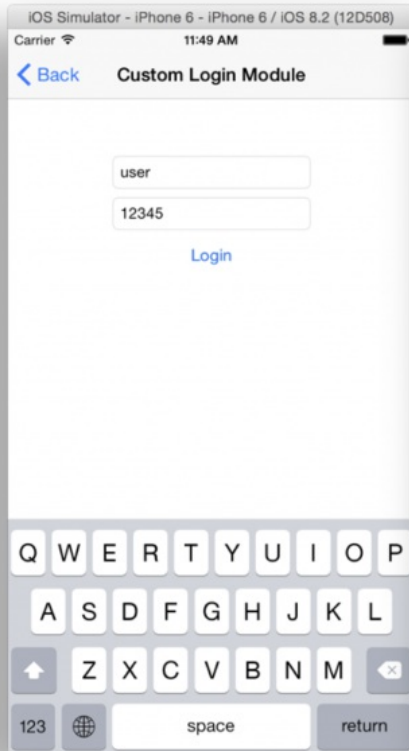 iOS Simulator - iPhone 6 - iPhone 6 / iOS 8.2 (12D508)
Carrier 11:49 AM
Back Custom Login Module
user
12345
Login
Q W E R T Y U I O P
A S D F G H J K L
Z X C V B N M
123 space return